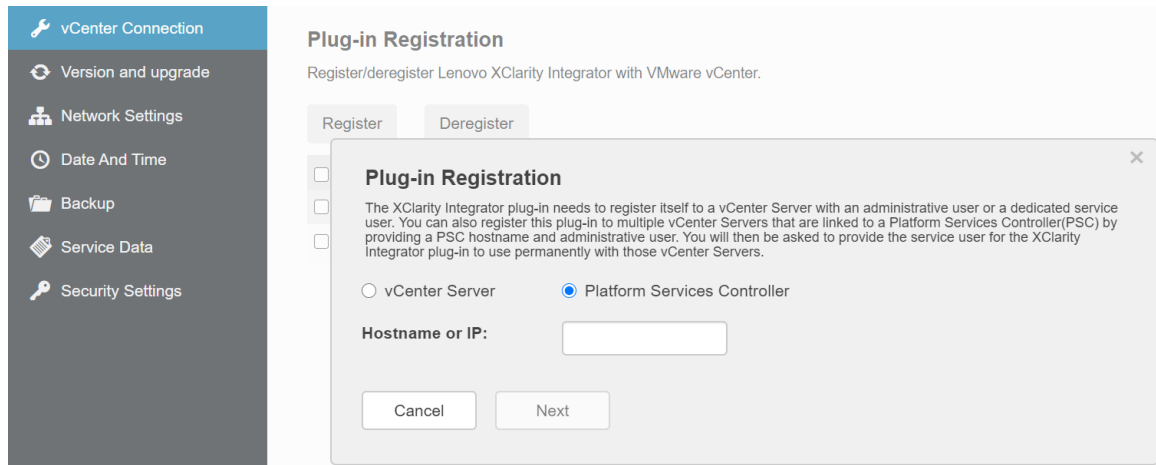 vCenter Connection
Version and upgrade
Network Settings
Date And Time
Backup
Service Data
Security Settings
Plug-in Registration
Register/deregister Lenovo XClarity Integrator with VMware vCenter.
Register
Deregister
Plug-in Registration
The XClarity Integrator plug-in needs to register itself to a vCenter Server with an administrative user or a dedicated service
user. You can also register this plug-in to multiple vCenter Servers that are linked to a Platform Services Controller(PSC) by
providing a PSC hostname and administrative user. You will then be asked to provide the service user for the XClarity
Integrator plug-in to use permanently with those vCenter Servers.
vCenter Server
Platform Services Controller
Hostname or IP:
Cancel
Next